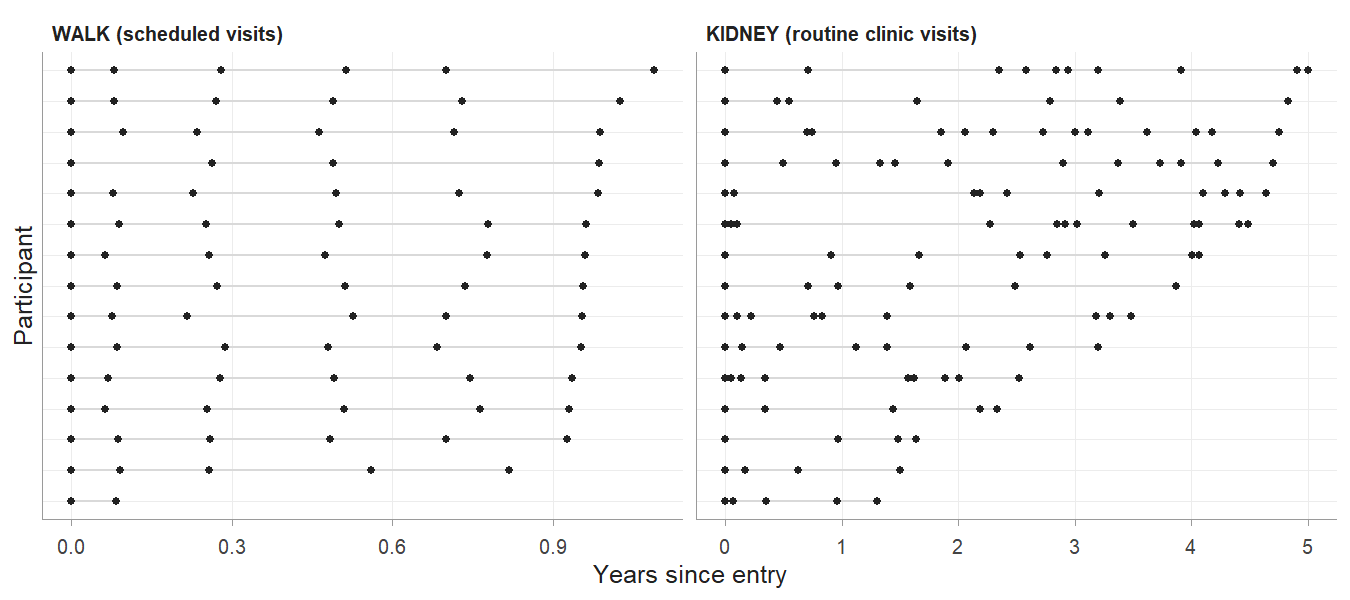 WALK (scheduled visits)
KIDNEY (routine clinic visits)
Participant
0.0 0.3 0.6 0.9
0 1 2 3 4 5
Years since entry